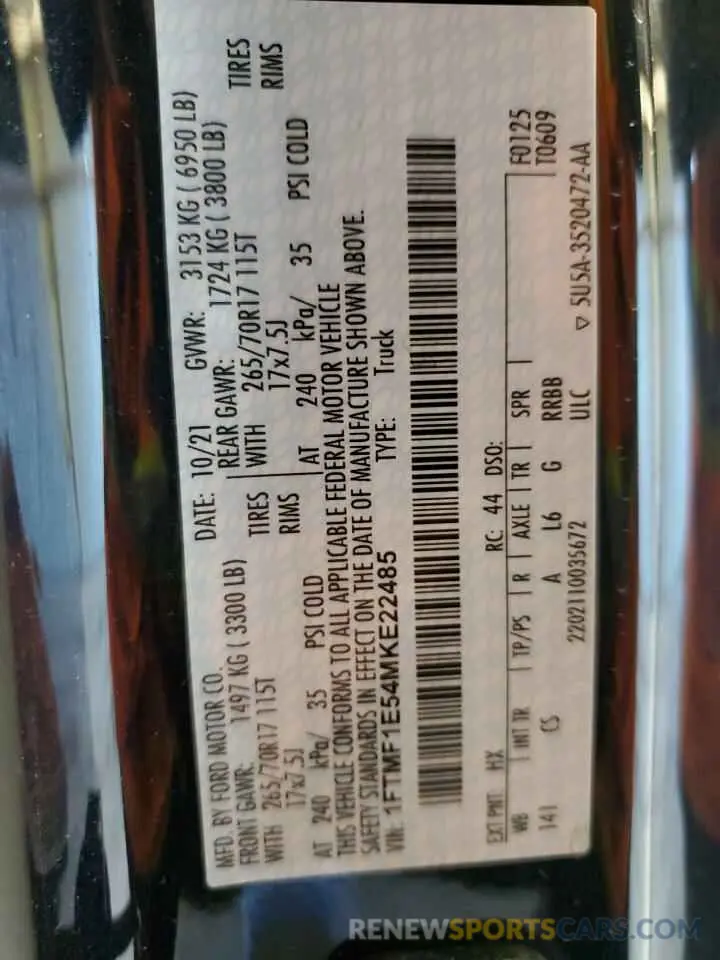 MFD. BY FORD MOTOR CO.
DATE: 10/21 GVWR: 3153 KG ( 6950 LB)
FRONT GAWR: 1497 KG ( 3300 LB) REAR GAWR: 1724 KG ( 3800 LB)
WITH 265/70R17 115T TIRES WITH 265/70R17 115T TIRES
17x7.5J RIMS 17x7.5J RIMS
AT 240 kPa/ 35 PSI COLD AT 240 kPa/ 35 PSI COLD
THIS VEHICLE CONFORMS TO ALL APPLICABLE FEDERAL MOTOR VEHICLE
SAFETY STANDARDS IN EFFECT ON THE DATE OF MANUFACTURE SHOWN ABOVE.
VIN: 1FTMF1E54MKE22485 TYPE: Truck
EXT PNT: HX RC: 44 DSO:
WB INT TR TP/PS R AXLE TR SPR F0125
T0609
141 CS A L6 G RRBB
2202110035672 ULC
▽ 5U5A-3520472-AA
RENEWSPORTSCARS.COM